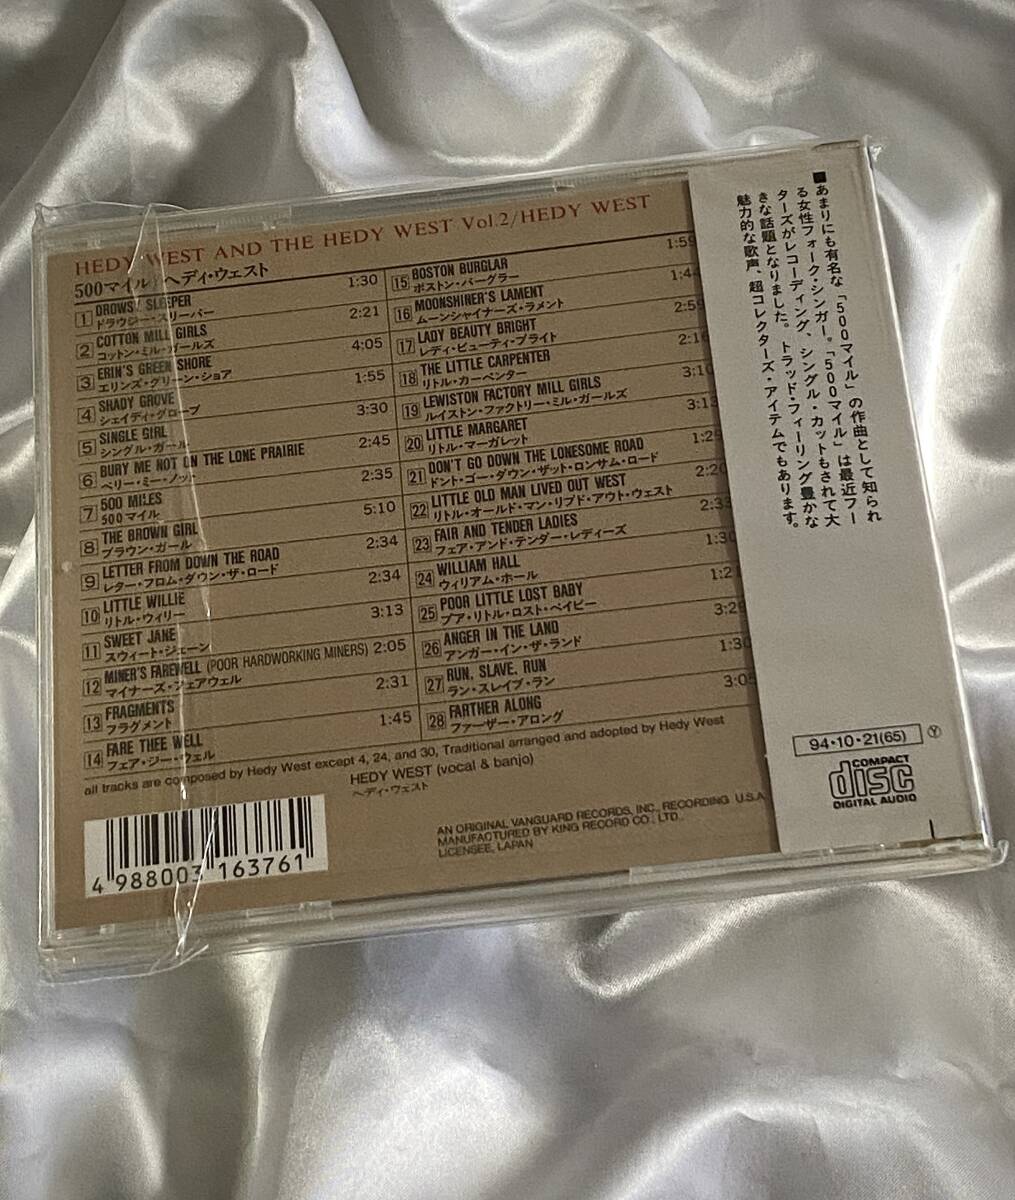 HEDY WEST AND THE HEDY WEST Vol.2/HEDY WEST
500マイル/ヘディ・ウェスト
1 DROWSY SLEEPER 1:30
ドラウジー・スリーパー
2 COTTON MILL GIRLS 2:21
コットン・ミル・ガールズ
3 ERIN'S GREEN SHORE 4:05
エリンズ・グリーン・ショア
4 SHADY GROVE 1:55
シェイディ・グローブ
5 SINGLE GIRL 3:30
シングル・ガール
6 BURY ME NOT ON THE LONE PRAIRIE 2:45
ベリー・ミー・ノット
7 500 MILES 2:35
500マイル
8 THE BROWN GIRL 5:10
ブラウン・ガール
9 LETTER FROM DOWN THE ROAD 2:34
レター・フロム・ダウン・ザ・ロード
10 LITTLE WILLIE 2:34
リトル・ウィリー
11 SWEET JANE 3:13
スウィート・ジェーン
12 MINER'S FAREWELL (POOR HARDWORKING MINERS) 2:05
マイナーズ・フェアウェル
13 FRAGMENTS 2:31
フラグメント
14 FARE THEE WELL 1:45
フェア・ジー・ウェル
15 BOSTON BURGLAR 1:59
ボストン・バーグラー
16 MOONSHINER'S LAMENT 1:44
ムーンシャイナーズ・ラメント
17 LADY BEAUTY BRIGHT 2:59
レディ・ビューティ・ブライト
18 THE LITTLE CARPENTER 2:16
リトル・カーペンター
19 LEWISTON FACTORY MILL GIRLS 3:10
ルイストン・ファクトリー・ミル・ガールズ
20 LITTLE MARGARET 3:13
リトル・マーガレット
21 DON'T GO DOWN THE LONESOME ROAD 1:29
ドント・ゴー・ダウン・ザット・ロンサム・ロード
22 LITTLE OLD MAN LIVED OUT WEST 2:20
リトル・オールド・マン・リブド・アウト・ウェスト
23 FAIR AND TENDER LADIES 2:33
フェア・アンド・テンダー・レディーズ
24 WILLIAM HALL 1:30
ウィリアム・ホール
25 POOR LITTLE LOST BABY 1:21
プア・リトル・ロスト・ベイビー
26 ANGER IN THE LAND 3:29
アンガー・イン・ザ・ランド
27 RUN, SLAVE, RUN 1:30
ラン・スレイブ・ラン
28 FARTHER ALONG 3:05
ファーザー・アロング
all tracks are composed by Hedy West except 4, 24, and 30, Traditional arranged and adopted by Hedy West
HEDY WEST (vocal & banjo)
ヘディ・ウェスト
AN ORIGINAL VANGUARD RECORDS, INC., RECORDING U.S.A.
MANUFACTURED BY KING RECORD CO., LTD.,
LICENSEE, JAPAN
4 988003 163761
■あまりにも有名な「500マイル」の作曲として知られ
る女性フォーク・シンガー。「500マイル」は最近フー
ターズがレコーディング、シングル・カットもされて大
きな話題となりました。トラッド・フィーリング豊かな
魅力的な歌声、超コレクターズ・アイテムでもあります。
94・10・21(65) Ⓨ
COMPACT
disc
DIGITAL AUDIO